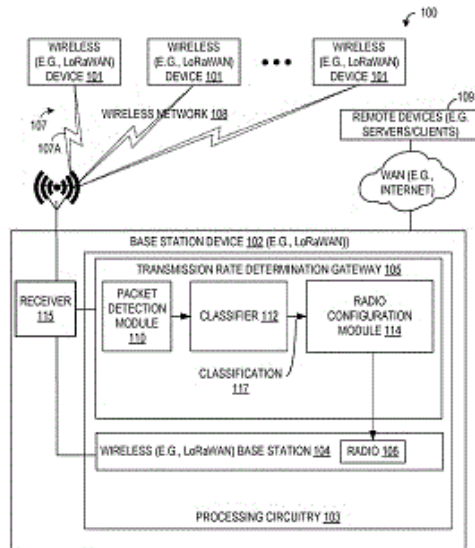 100
WIRELESS
(E.G., LoRaWAN)
DEVICE 101
WIRELESS
(E.G., LoRaWAN)
DEVICE 101
WIRELESS
(E.G., LoRaWAN)
DEVICE 101
107
107A
WIRELESS NETWORK 108
109
REMOTE DEVICES (E.G.
SERVERS/CLIENTS)
WAN (E.G.,
INTERNET)
BASE STATION DEVICE 102 (E.G., LoRaWAN))
TRANSMISSION RATE DETERMINATION GATEWAY 105
RECEIVER
115
PACKET
DETECTION
MODULE
110
CLASSIFIER 112
RADIO
CONFIGURATION
MODULE 114
CLASSIFICATION
117
WIRELESS (E.G., LoRaWAN) BASE STATION 104
RADIO 106
PROCESSING CIRCUITRY 103